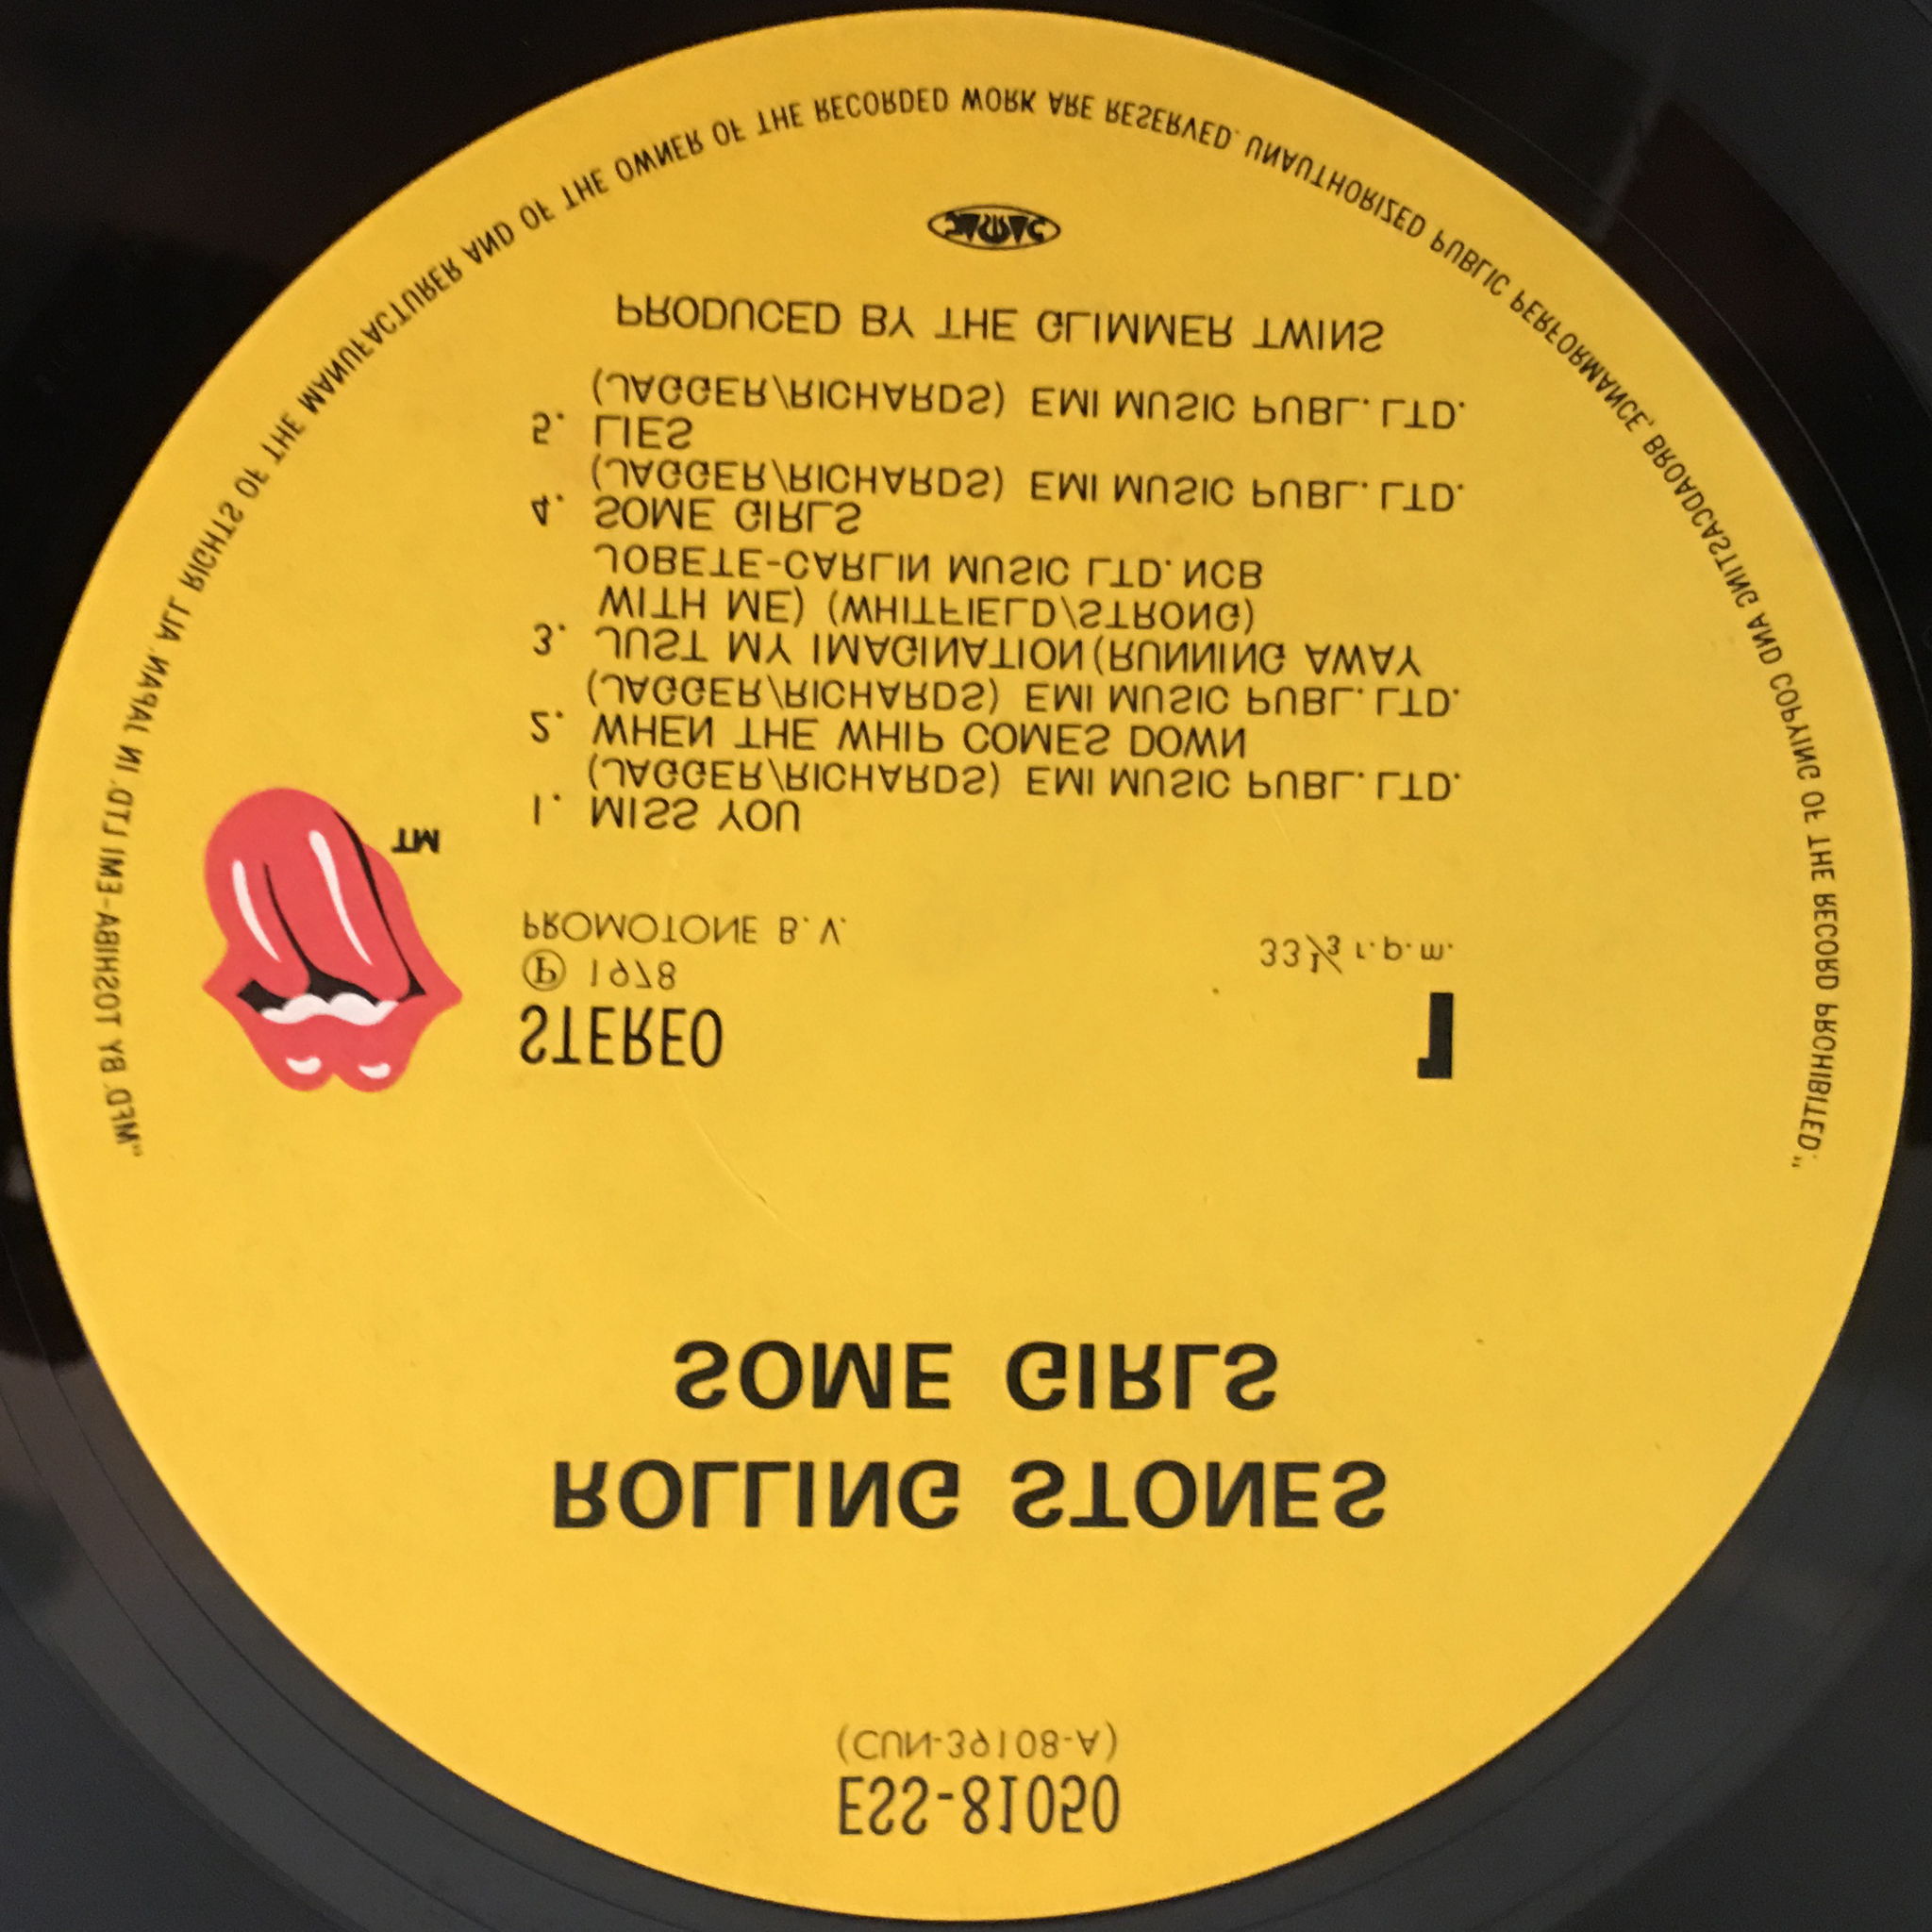 ESS-81050
(CUN-39108-A)
ROLLING STONES
SOME GIRLS
STEREO
1
Ⓟ 1978
PROMOTONE B.V.
33 1/3 r.p.m.
TM
1. MISS YOU
(JAGGER/RICHARDS) EMI MUSIC PUBL. LTD.
2. WHEN THE WHIP COMES DOWN
(JAGGER/RICHARDS) EMI MUSIC PUBL. LTD.
3. JUST MY IMAGINATION (RUNNING AWAY
WITH ME) (WHITFIELD/STRONG)
JOBETE-CARLIN MUSIC LTD. NCB
4. SOME GIRLS
(JAGGER/RICHARDS) EMI MUSIC PUBL. LTD.
5. LIES
(JAGGER/RICHARDS) EMI MUSIC PUBL. LTD.
PRODUCED BY THE GLIMMER TWINS
"MFD. BY TOSHIBA-EMI LTD. IN JAPAN. ALL RIGHTS OF THE MANUFACTURER AND OF THE OWNER OF THE RECORDED WORK ARE RESERVED. UNAUTHORIZED PUBLIC PERFORMANCE, BROADCASTING AND COPYING OF THE RECORD PROHIBITED."